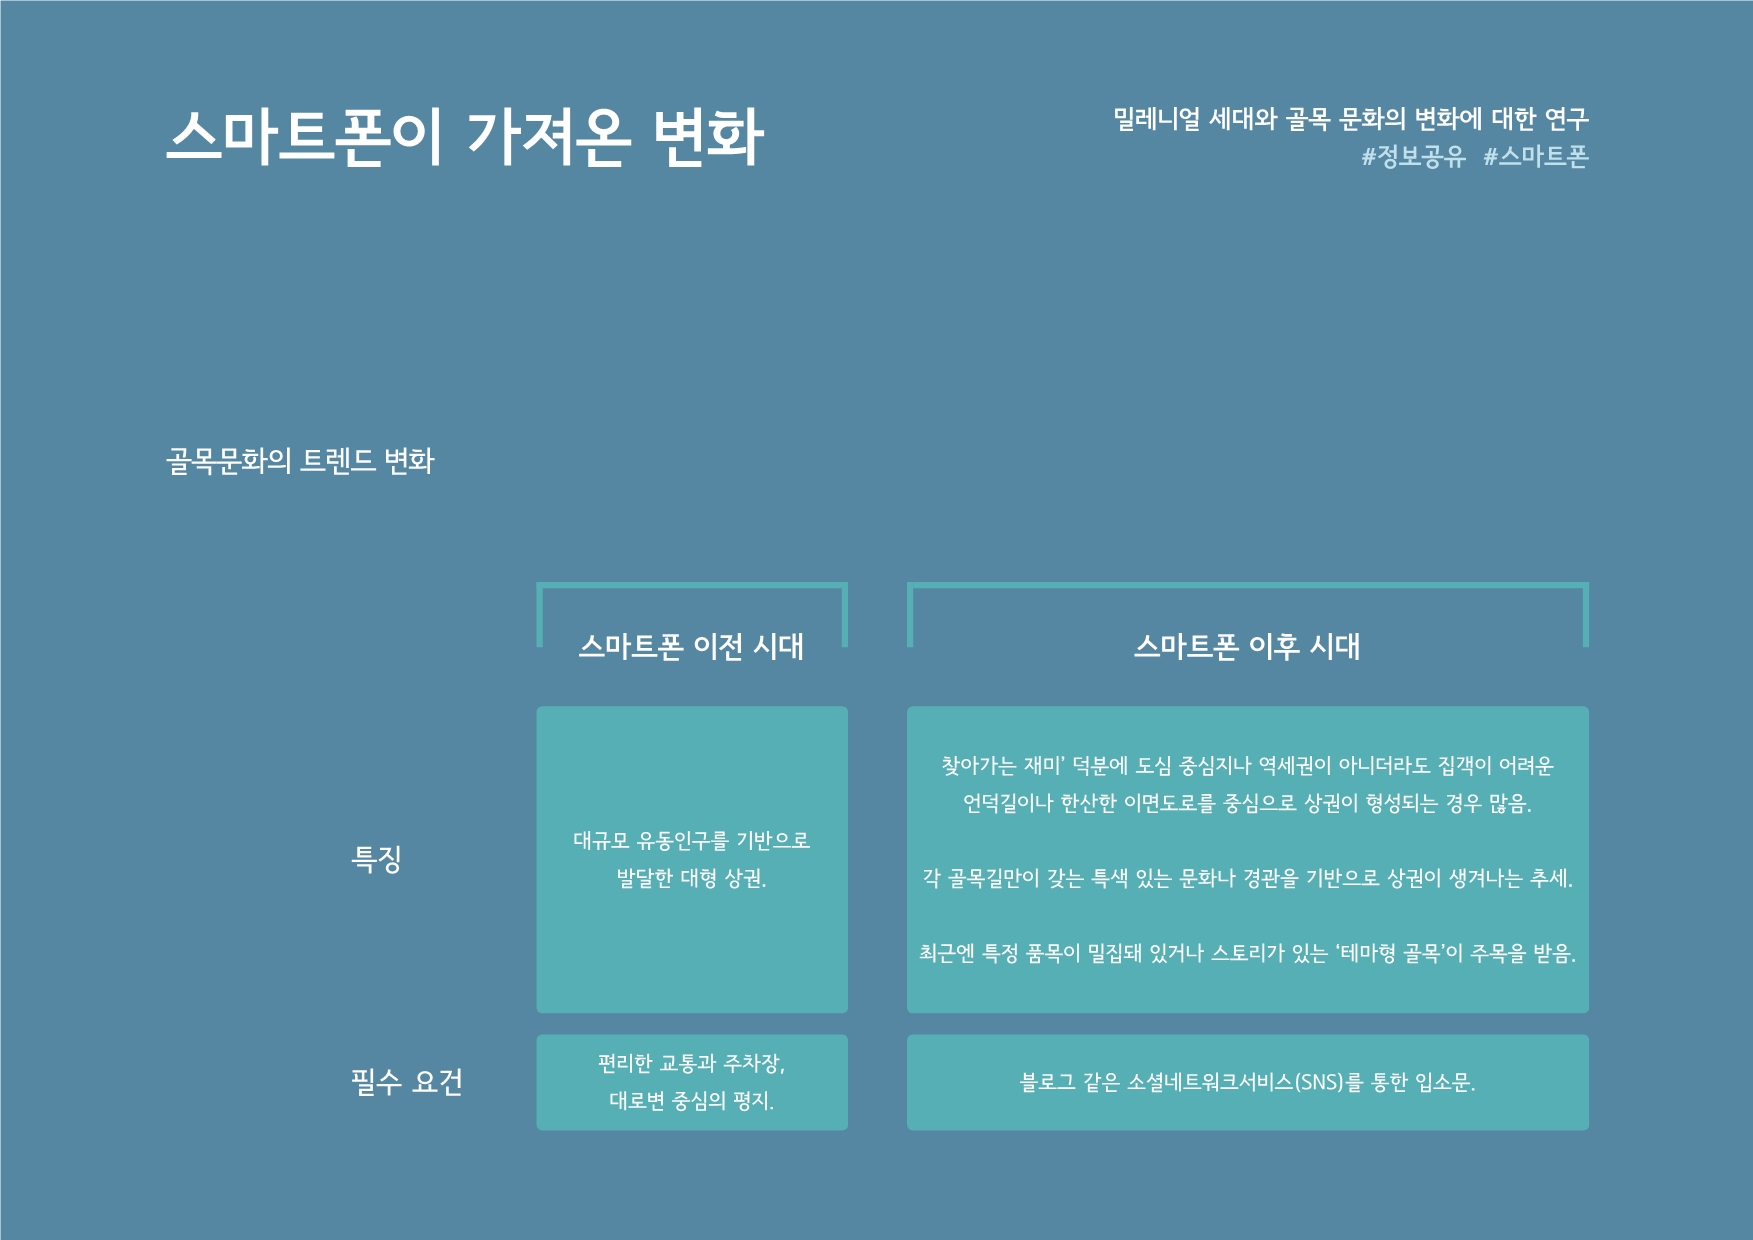 스마트폰이 가져온 변화
밀레니얼 세대와 골목 문화의 변화에 대한 연구
#정보공유 #스마트폰
골목문화의 트렌드 변화
스마트폰 이전 시대
스마트폰 이후 시대
특징
대규모 유동인구를 기반으로
발달한 대형 상권.
찾아가는 재미’ 덕분에 도심 중심지나 역세권이 아니더라도 집객이 어려운
언덕길이나 한산한 이면도로를 중심으로 상권이 형성되는 경우 많음.
각 골목길만이 갖는 특색 있는 문화나 경관을 기반으로 상권이 생겨나는 추세.
최근엔 특정 품목이 밀집돼 있거나 스토리가 있는 ‘테마형 골목’이 주목을 받음.
필수 요건
편리한 교통과 주차장,
대로변 중심의 평지.
블로그 같은 소셜네트워크서비스(SNS)를 통한 입소문.